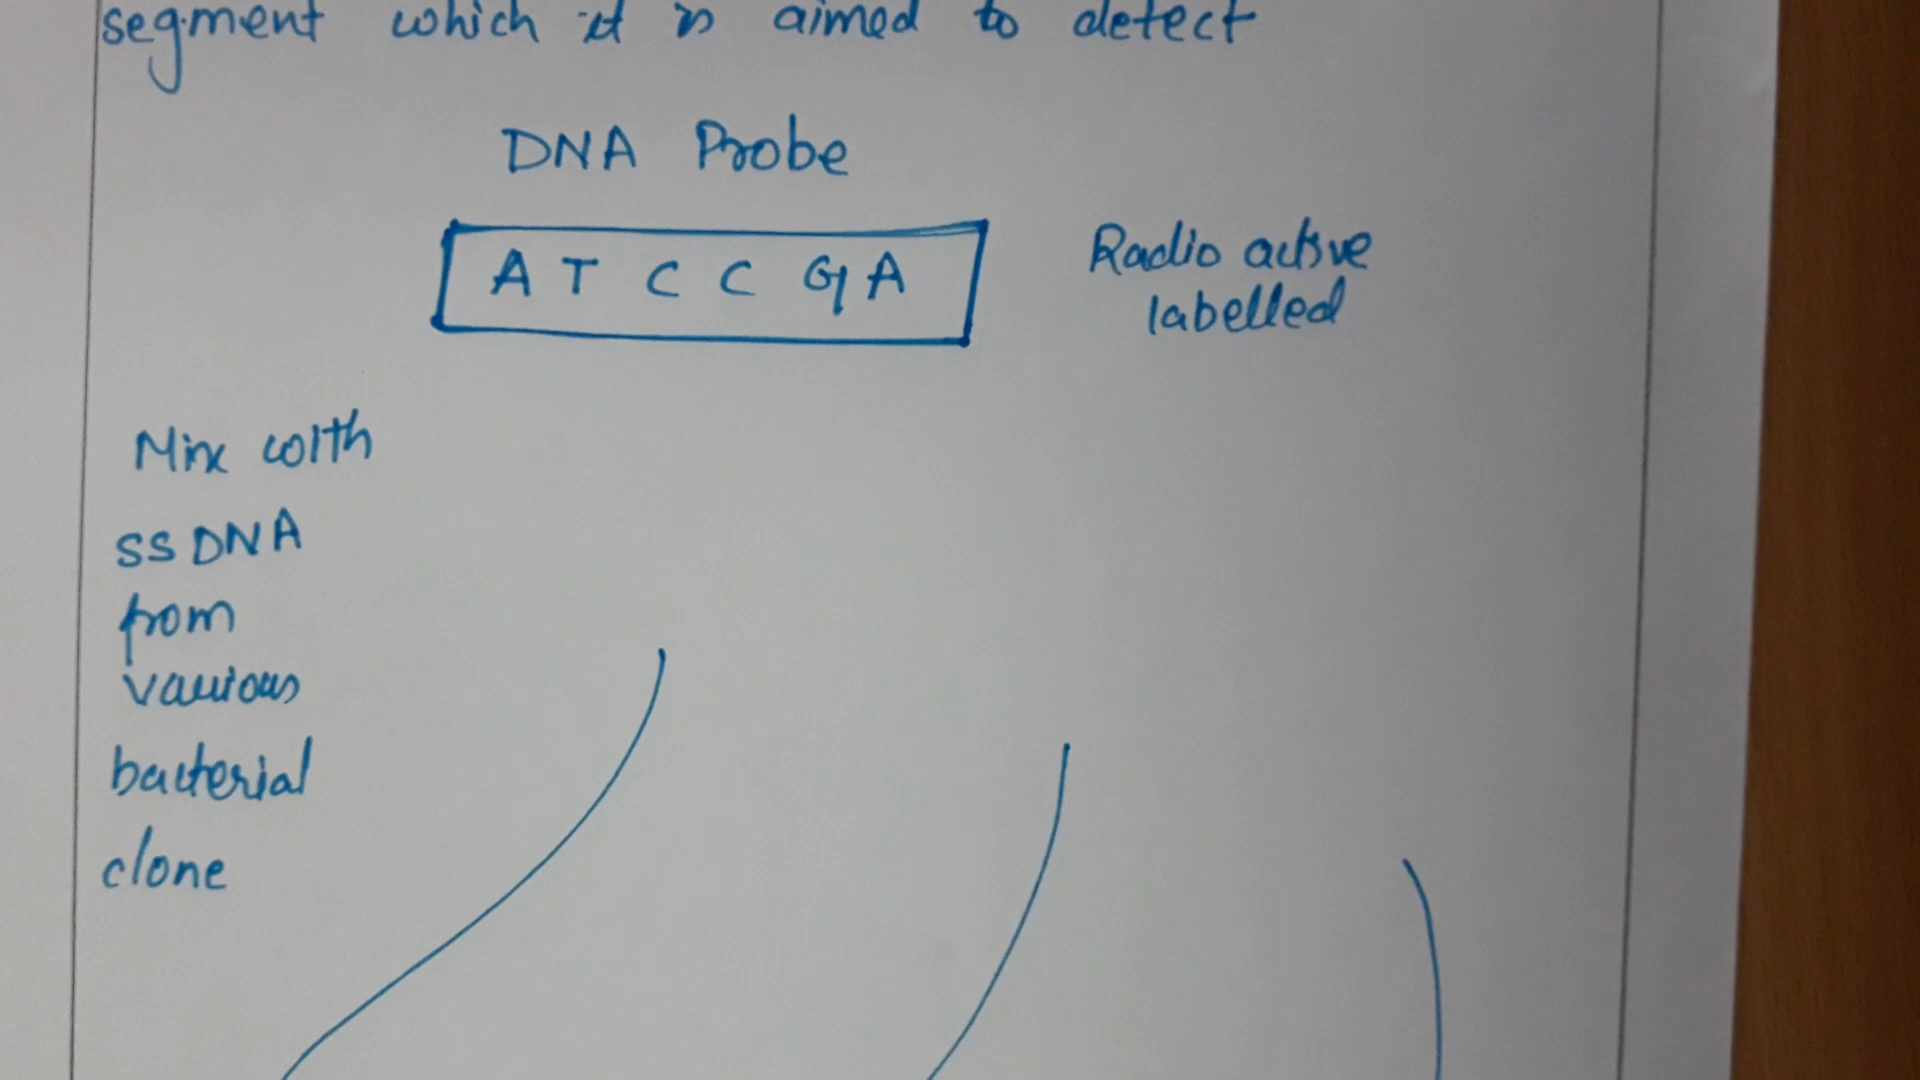 segment which it is aimed to detect
DNA Probe
A T C C G A
Radio active
labelled
Mix with
SS DNA
from
various
bacterial
clone